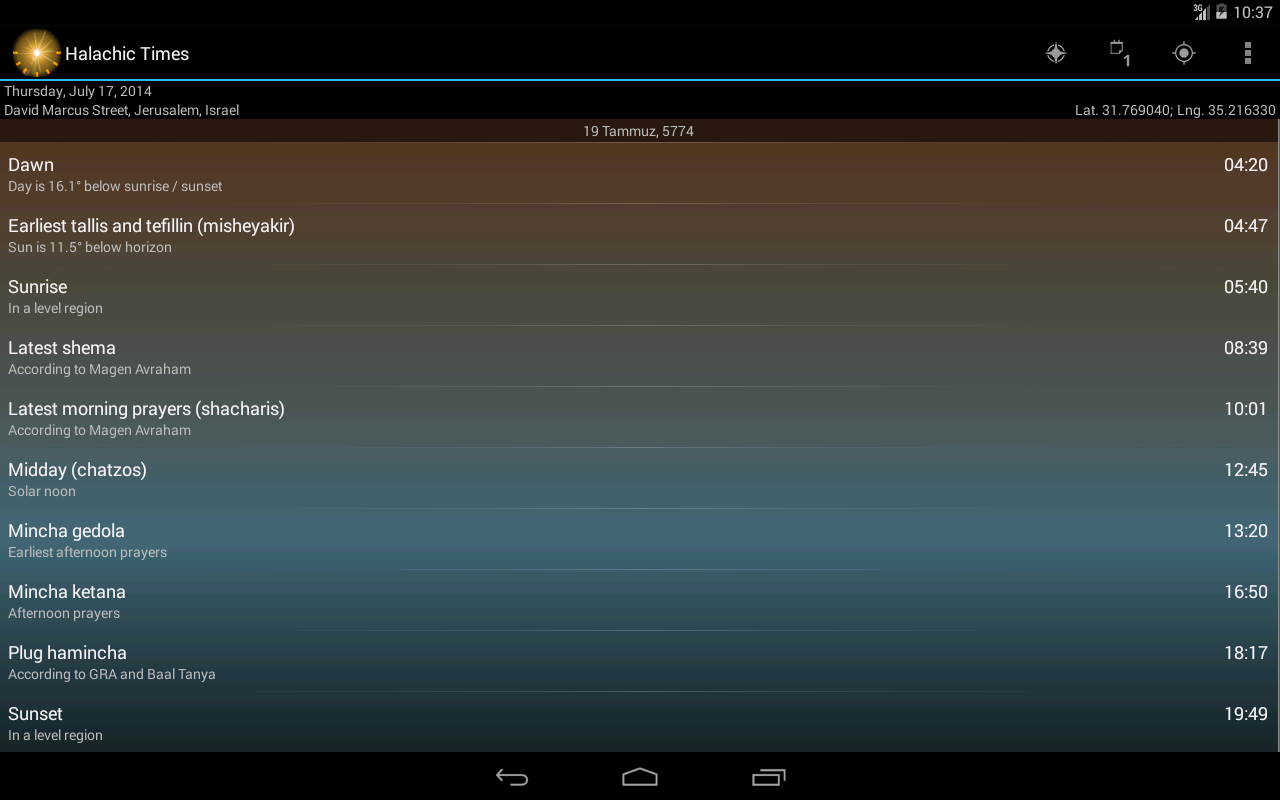 3G 10:37
Halachic Times
1
Thursday, July 17, 2014
David Marcus Street, Jerusalem, Israel Lat. 31.769040; Lng. 35.216330
19 Tammuz, 5774
Dawn 04:20
Day is 16.1° below sunrise / sunset
Earliest tallis and tefillin (misheyakir) 04:47
Sun is 11.5° below horizon
Sunrise 05:40
In a level region
Latest shema 08:39
According to Magen Avraham
Latest morning prayers (shacharis) 10:01
According to Magen Avraham
Midday (chatzos) 12:45
Solar noon
Mincha gedola 13:20
Earliest afternoon prayers
Mincha ketana 16:50
Afternoon prayers
Plug hamincha 18:17
According to GRA and Baal Tanya
Sunset 19:49
In a level region